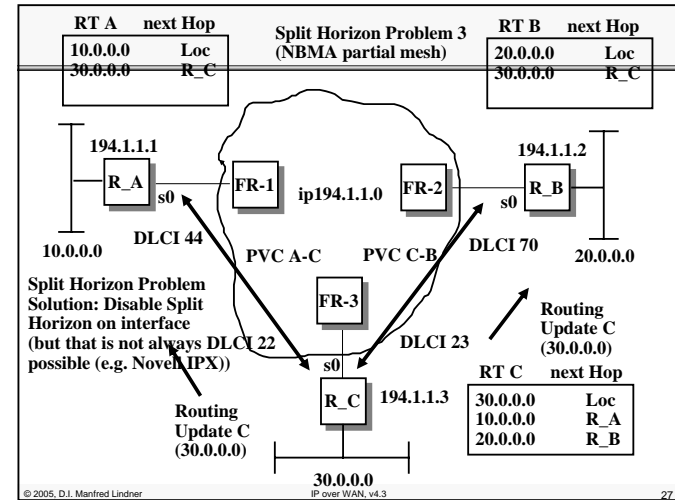 RT A next Hop
10.0.0.0 Loc
30.0.0.0 R_C
Split Horizon Problem 3
(NBMA partial mesh)
RT B next Hop
20.0.0.0 Loc
30.0.0.0 R_C
194.1.1.1
R_A
s0
FR-1
ip194.1.1.0
FR-2
194.1.1.2
R_B
s0
10.0.0.0
DLCI 44
PVC A-C
PVC C-B
DLCI 70
20.0.0.0
Split Horizon Problem
Solution: Disable Split
Horizon on interface
(but that is not always
possible (e.g. Novell IPX))
DLCI 22
FR-3
DLCI 23
s0
R_C
194.1.1.3
30.0.0.0
Routing
Update C
(30.0.0.0)
Routing
Update C
(30.0.0.0)
RT C next Hop
30.0.0.0 Loc
10.0.0.0 R_A
20.0.0.0 R_B
© 2005, D.I. Manfred Lindner
IP over WAN, v4.3
27